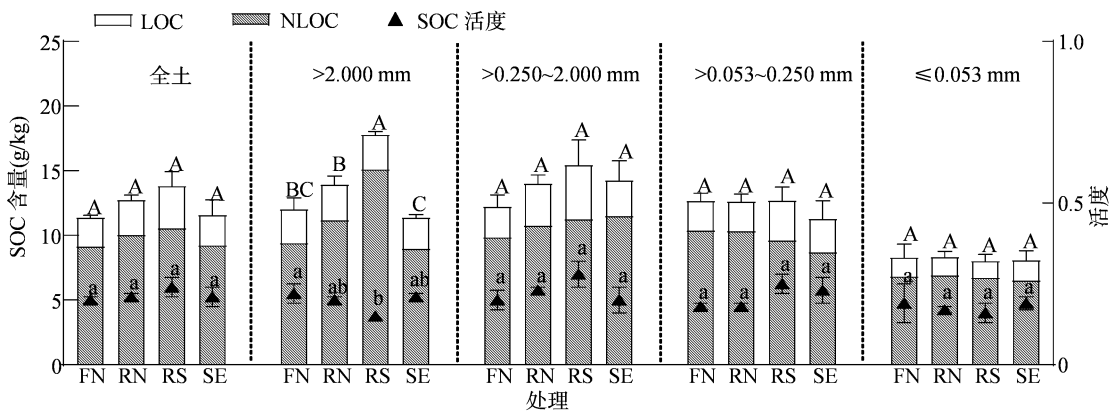 LOC NLOC SOC 活度
25
20
15
10
5
0
SOC 含量(g/kg)
全土 >2.000 mm >0.250~2.000 mm >0.053~0.250 mm ≤0.053 mm
A A A A BC B A C A A A A A A A A A A A A
a a a a a ab b ab a a a a a a a a a a a a
1.0
0.5
0
活度
FN RN RS SE FN RN RS SE FN RN RS SE FN RN RS SE FN RN RS SE
处理